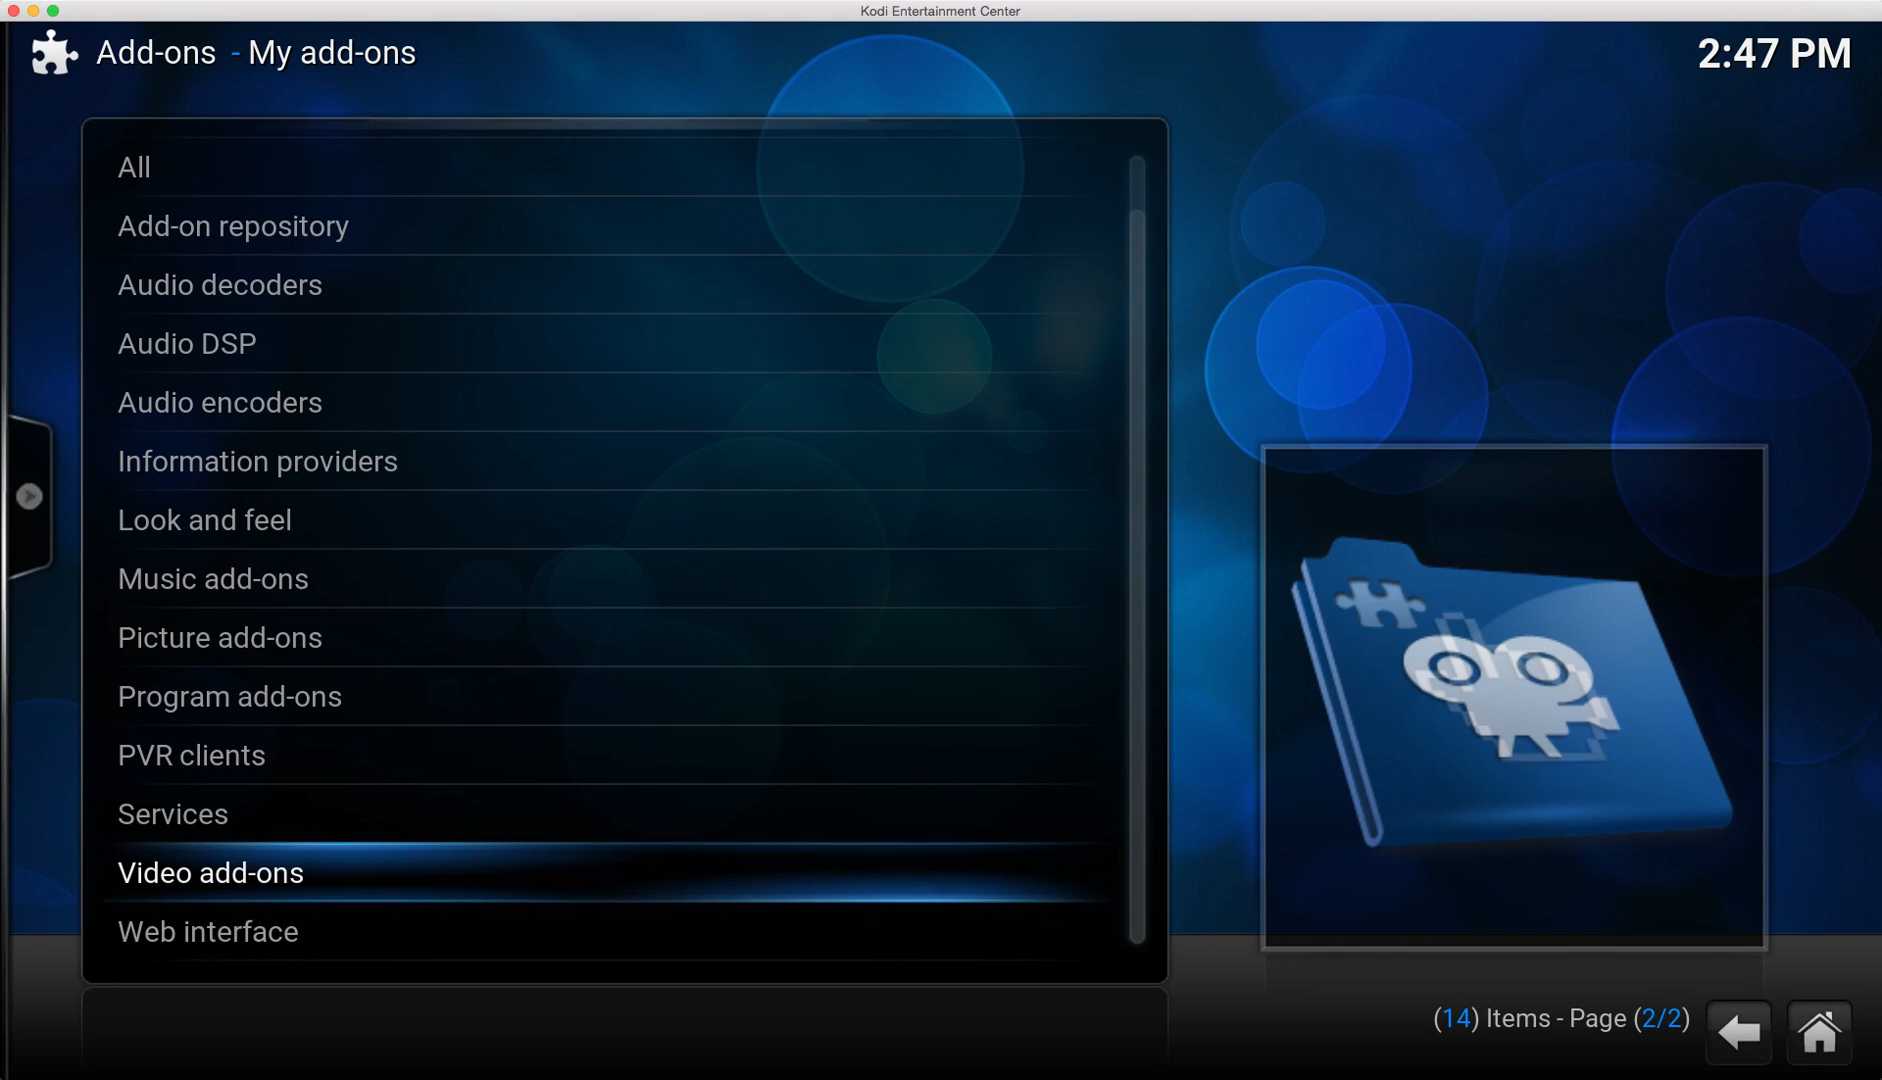 Kodi Entertainment Center
Add-ons - My add-ons
2:47 PM
All
Add-on repository
Audio decoders
Audio DSP
Audio encoders
Information providers
Look and feel
Music add-ons
Picture add-ons
Program add-ons
PVR clients
Services
Video add-ons
Web interface
(14) Items - Page (2/2)